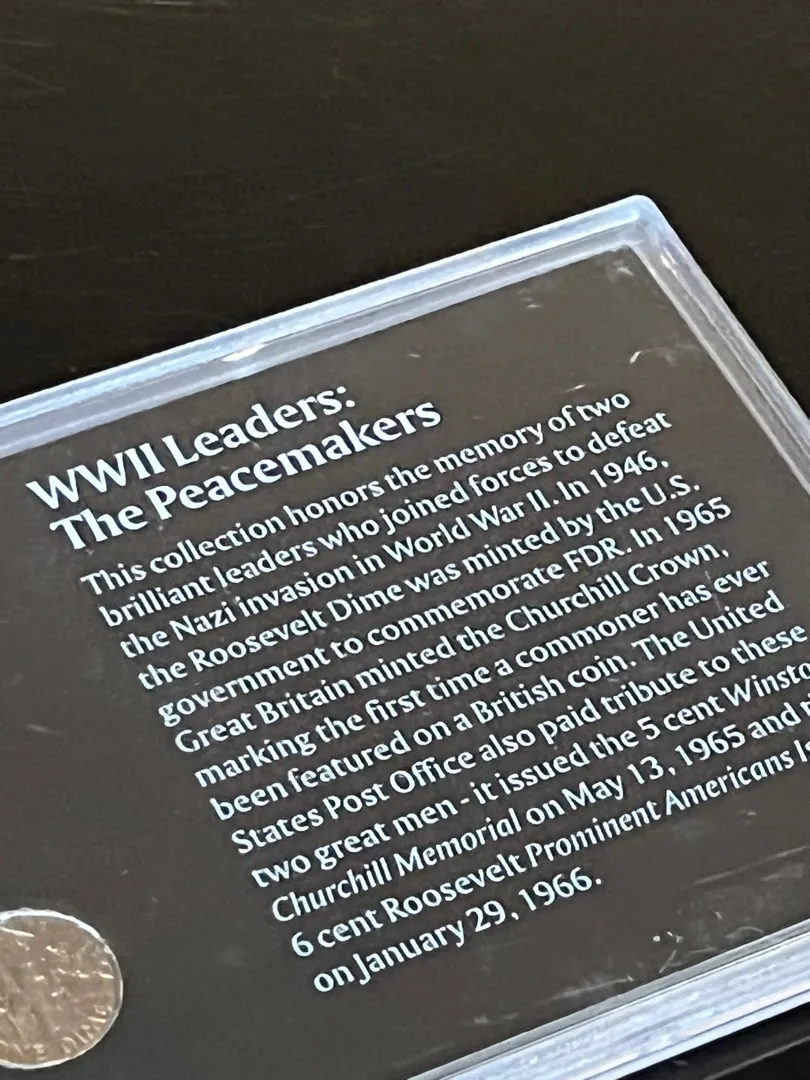 WWII Leaders:
The Peacemakers
This collection honors the memory of two
brilliant leaders who joined forces to defeat
the Nazi invasion in World War II. In 1946,
the Roosevelt Dime was minted by the U.S.
government to commemorate FDR. In 1965
Great Britain minted the Churchill Crown,
marking the first time a commoner has ever
been featured on a British coin. The United
States Post Office also paid tribute to these
two great men - it issued the 5 cent
Churchill Memorial on May 13, 1965 and
6 cent Roosevelt Prominent Americans
on January 29, 1966.
DIME